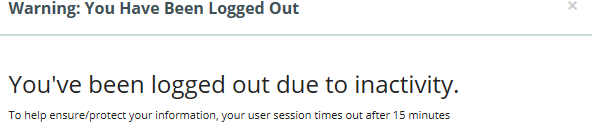 Warning: You Have Been Logged Out
You've been logged out due to inactivity.
To help ensure/protect your information, your user session times out after 15 minutes